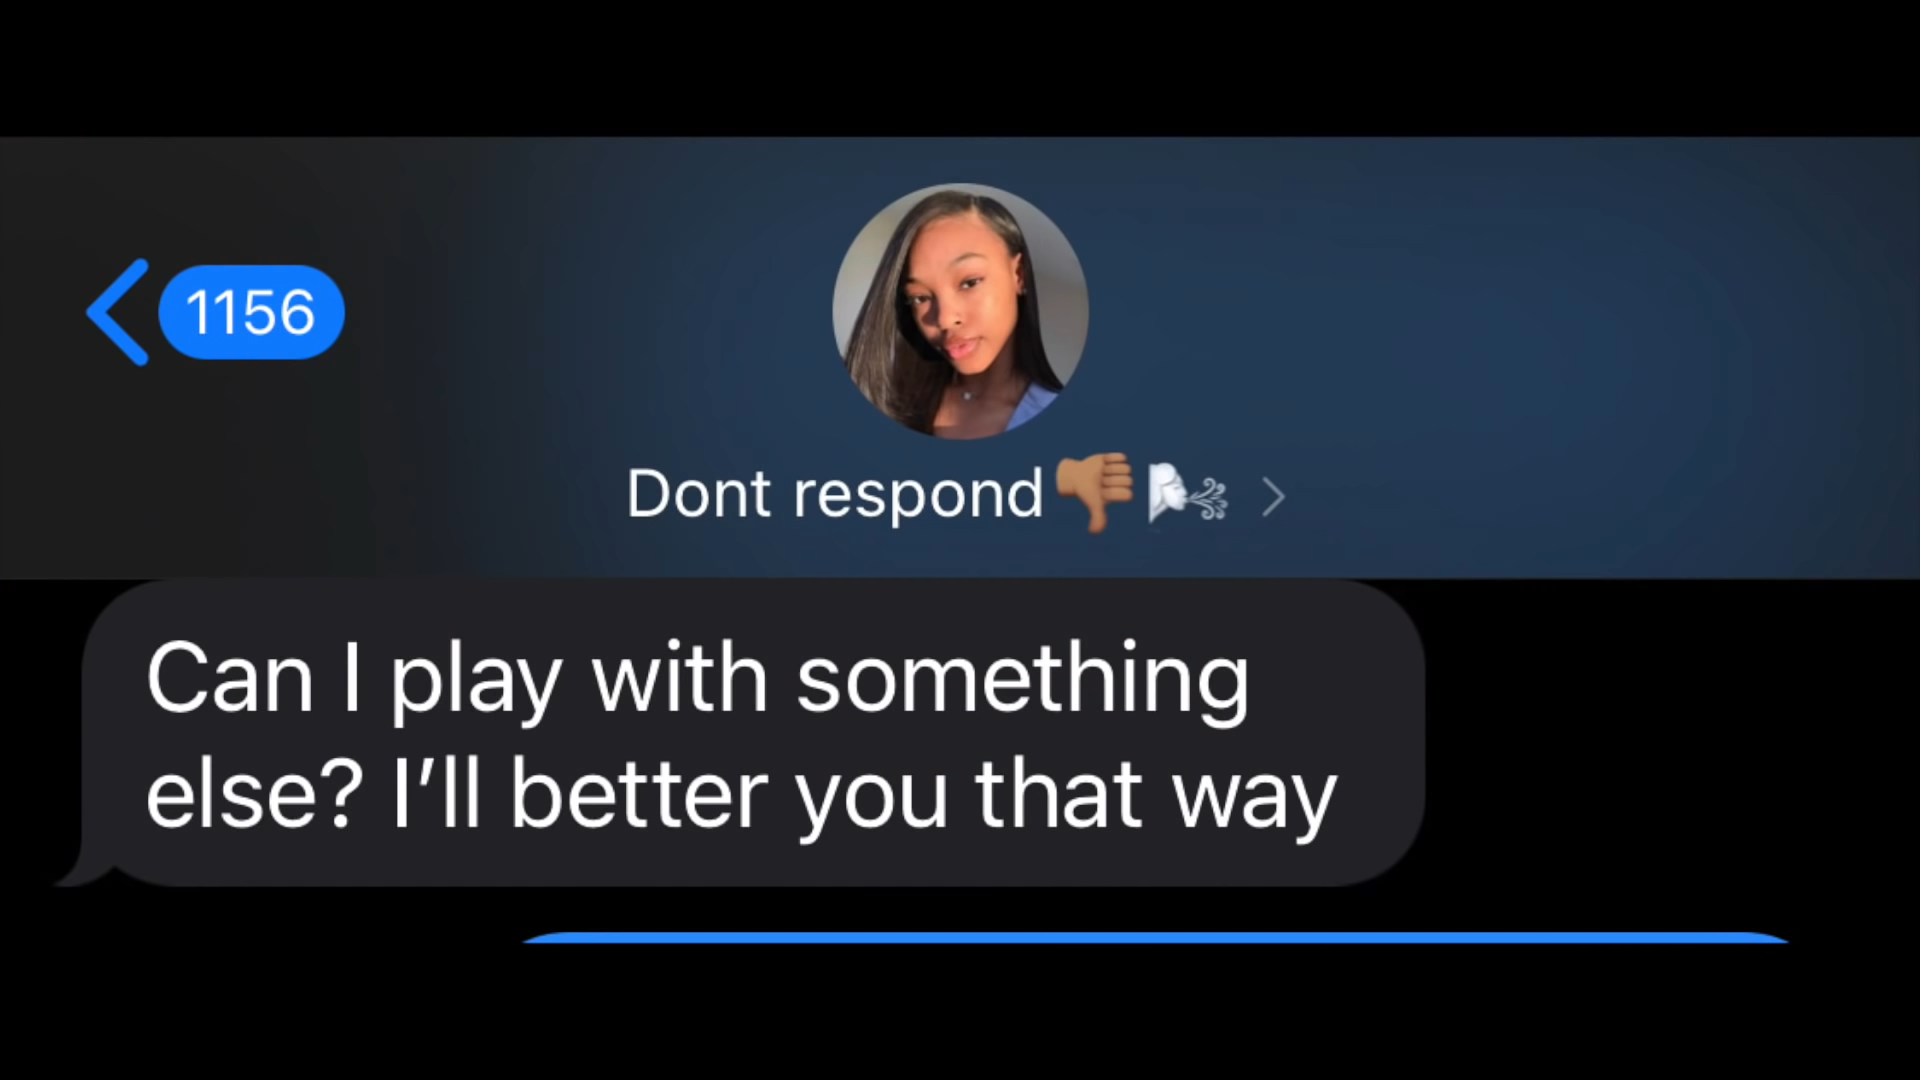 1156
Dont respond👎🏽🌬️
Can I play with something
else? I’ll better you that way